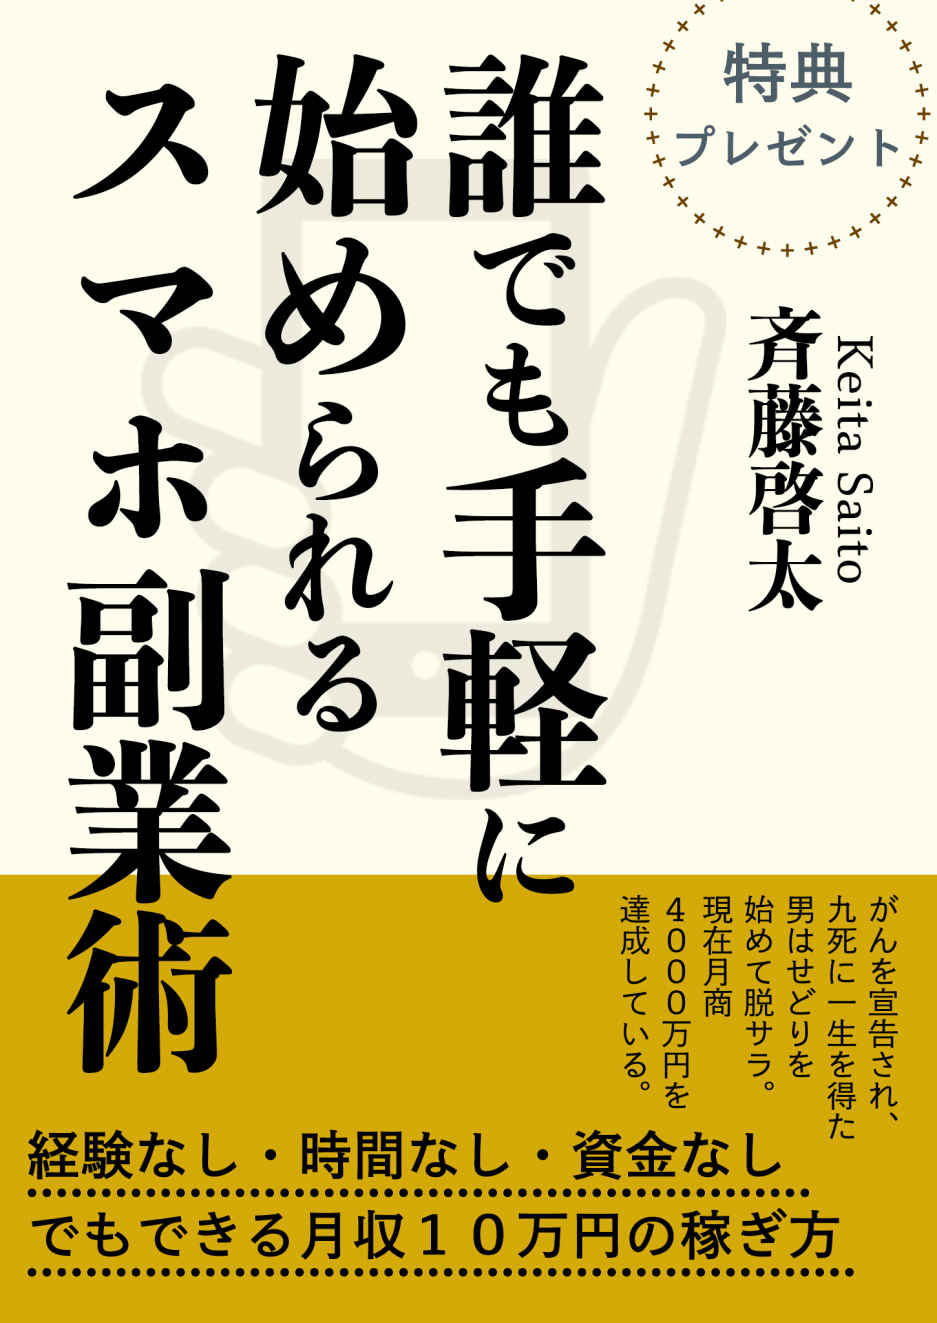 特典
プレゼント
誰でも手軽に
始められる
スマホ副業術
斉藤啓太
Keita Saito
がんを宣告され、
九死に一生を得た
男はせどりを
始めて脱サラ。
現在月商
４０００万円を
達成している。
経験なし・時間なし・資金なし
でもできる月収１０万円の稼ぎ方